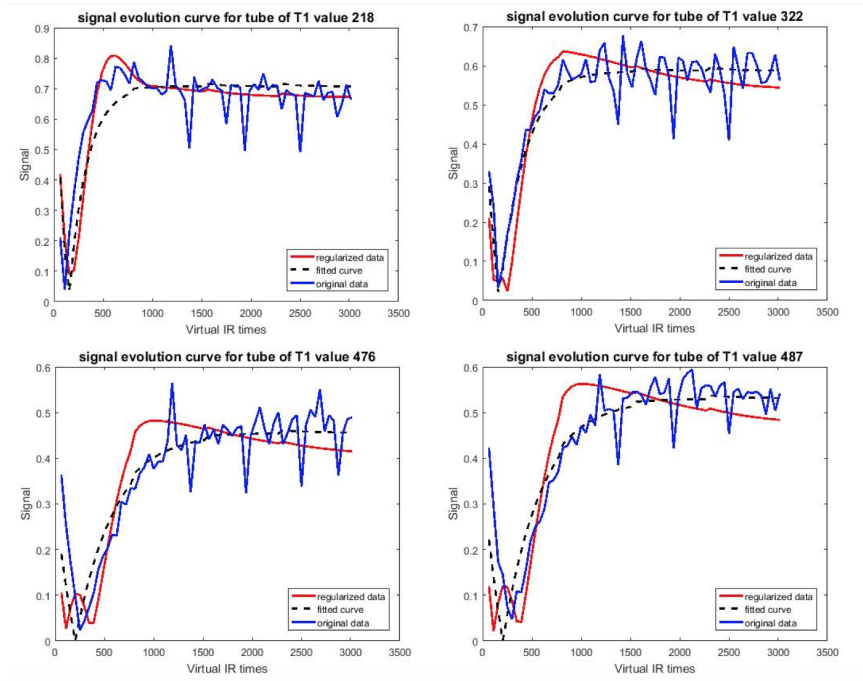 signal evolution curve for tube of T1 value 218
0.9
0.8
0.7
0.6
0.5
0.4
0.3
0.2
0.1
0
Signal
regularized data
fitted curve
original data
0 500 1000 1500 2000 2500 3000 3500
Virtual IR times
signal evolution curve for tube of T1 value 322
0.7
0.6
0.5
0.4
0.3
0.2
0.1
0
Signal
regularized data
fitted curve
original data
0 500 1000 1500 2000 2500 3000 3500
Virtual IR times
signal evolution curve for tube of T1 value 476
0.6
0.5
0.4
0.3
0.2
0.1
0
Signal
regularized data
fitted curve
original data
0 500 1000 1500 2000 2500 3000 3500
Virtual IR times
signal evolution curve for tube of T1 value 487
0.6
0.5
0.4
0.3
0.2
0.1
0
Signal
regularized data
fitted curve
original data
0 500 1000 1500 2000 2500 3000 3500
Virtual IR times